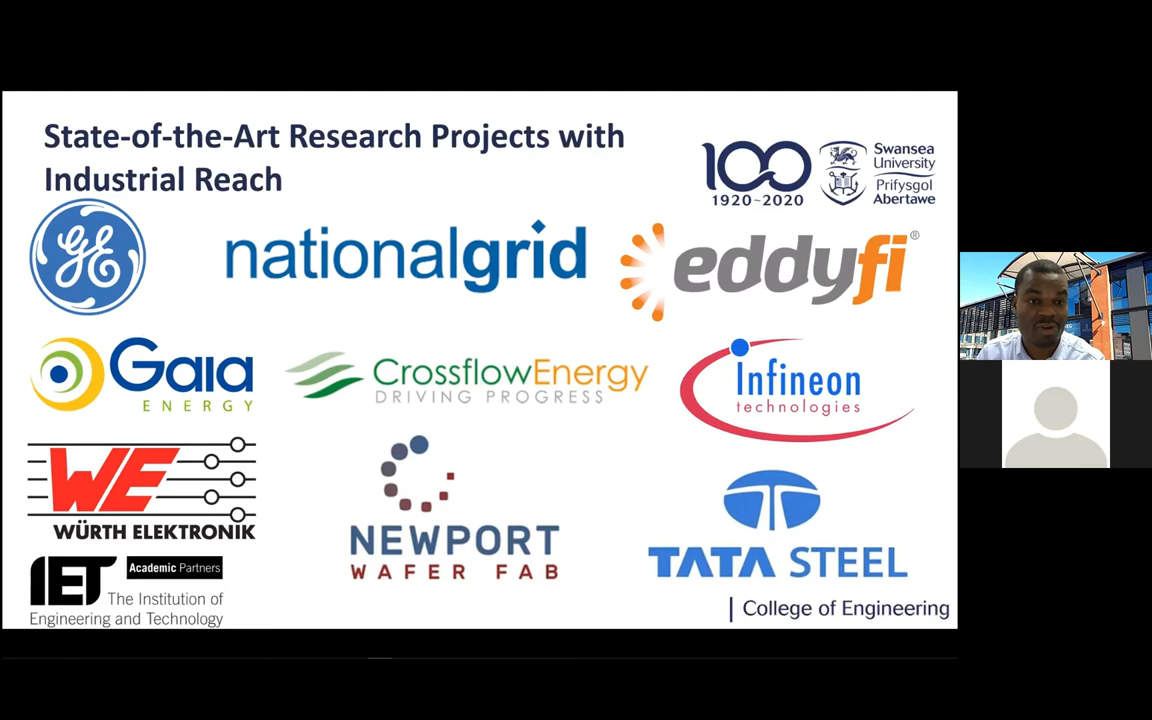 State-of-the-Art Research Projects with
Industrial Reach
100
1920~2020
Swansea
University
Prifysgol
Abertawe
GE
nationalgrid
eddyfi®
Gaia
ENERGY
CrossflowEnergy
DRIVING PROGRESS
Infineon
technologies
WE
WÜRTH ELEKTRONIK
NEWPORT
WAFER FAB
TATA STEEL
IET Academic Partners
The Institution of
Engineering and Technology
| College of Engineering